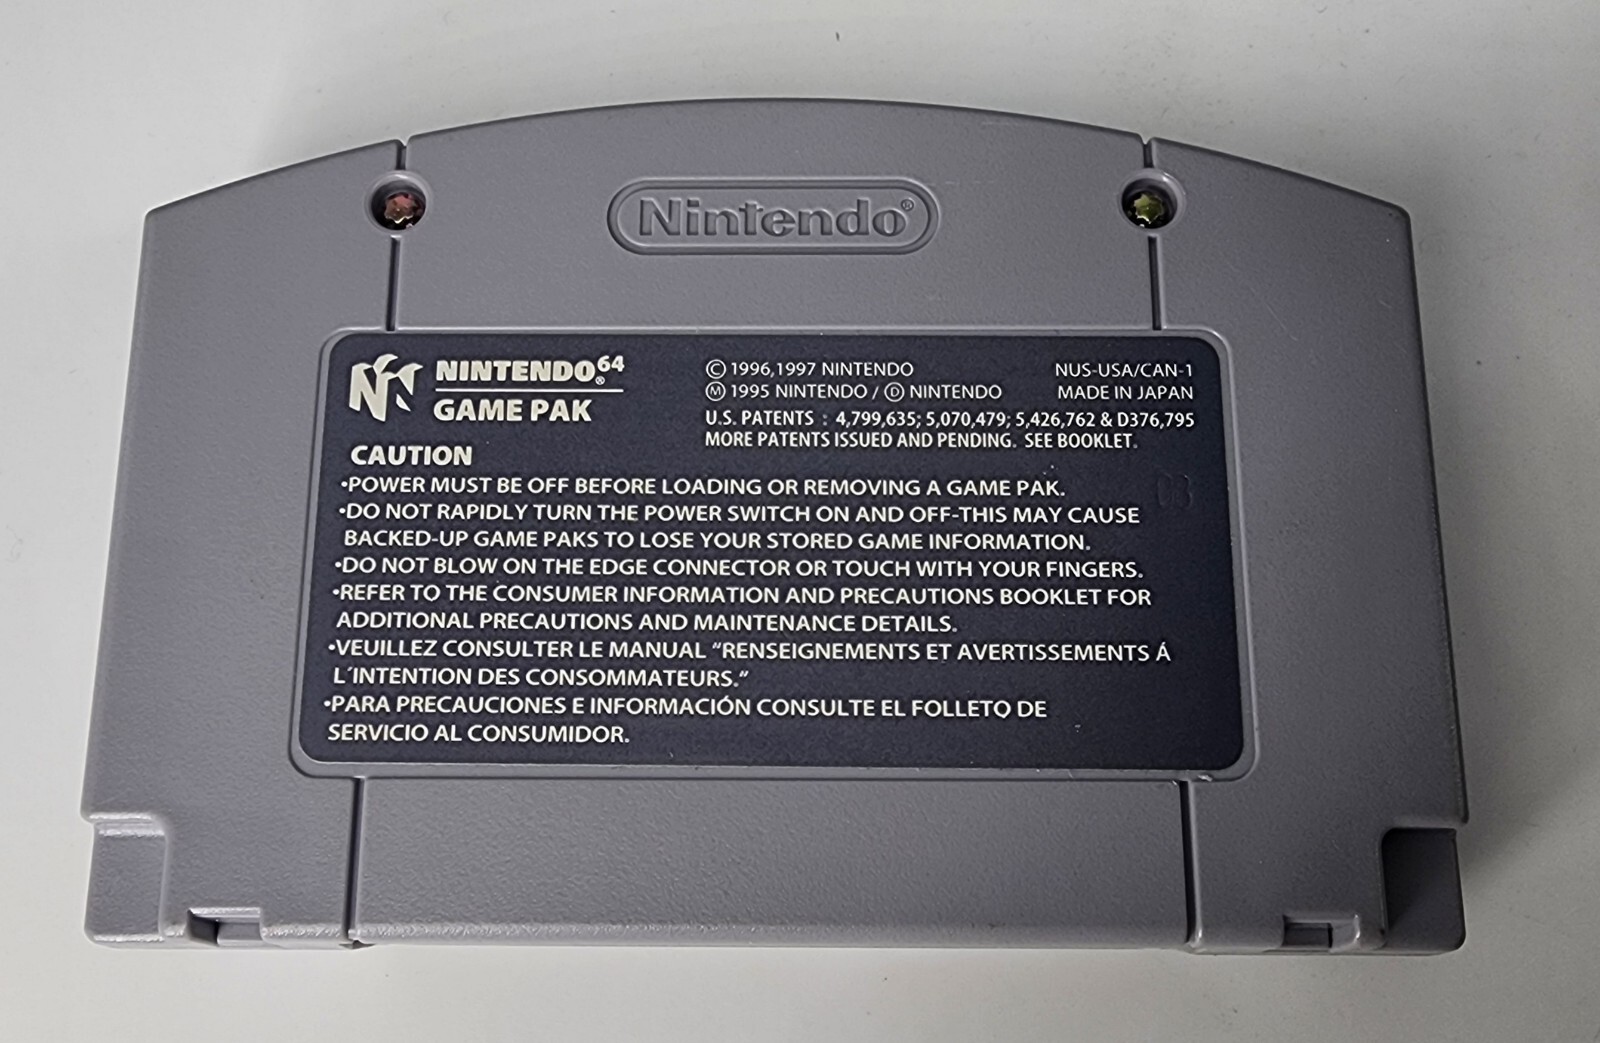 Nintendo®
NINTENDO64®
GAME PAK
© 1996,1997 NINTENDO
Ⓜ 1995 NINTENDO / Ⓓ NINTENDO
NUS-USA/CAN-1
MADE IN JAPAN
U.S. PATENTS : 4,799,635; 5,070,479; 5,426,762 & D376,795
MORE PATENTS ISSUED AND PENDING. SEE BOOKLET.
CAUTION
•POWER MUST BE OFF BEFORE LOADING OR REMOVING A GAME PAK.
•DO NOT RAPIDLY TURN THE POWER SWITCH ON AND OFF-THIS MAY CAUSE
BACKED-UP GAME PAKS TO LOSE YOUR STORED GAME INFORMATION.
•DO NOT BLOW ON THE EDGE CONNECTOR OR TOUCH WITH YOUR FINGERS.
•REFER TO THE CONSUMER INFORMATION AND PRECAUTIONS BOOKLET FOR
ADDITIONAL PRECAUTIONS AND MAINTENANCE DETAILS.
•VEUILLEZ CONSULTER LE MANUAL "RENSEIGNEMENTS ET AVERTISSEMENTS Á
L´INTENTION DES CONSOMMATEURS."
•PARA PRECAUCIONES E INFORMACIÓN CONSULTE EL FOLLETO DE
SERVICIO AL CONSUMIDOR.